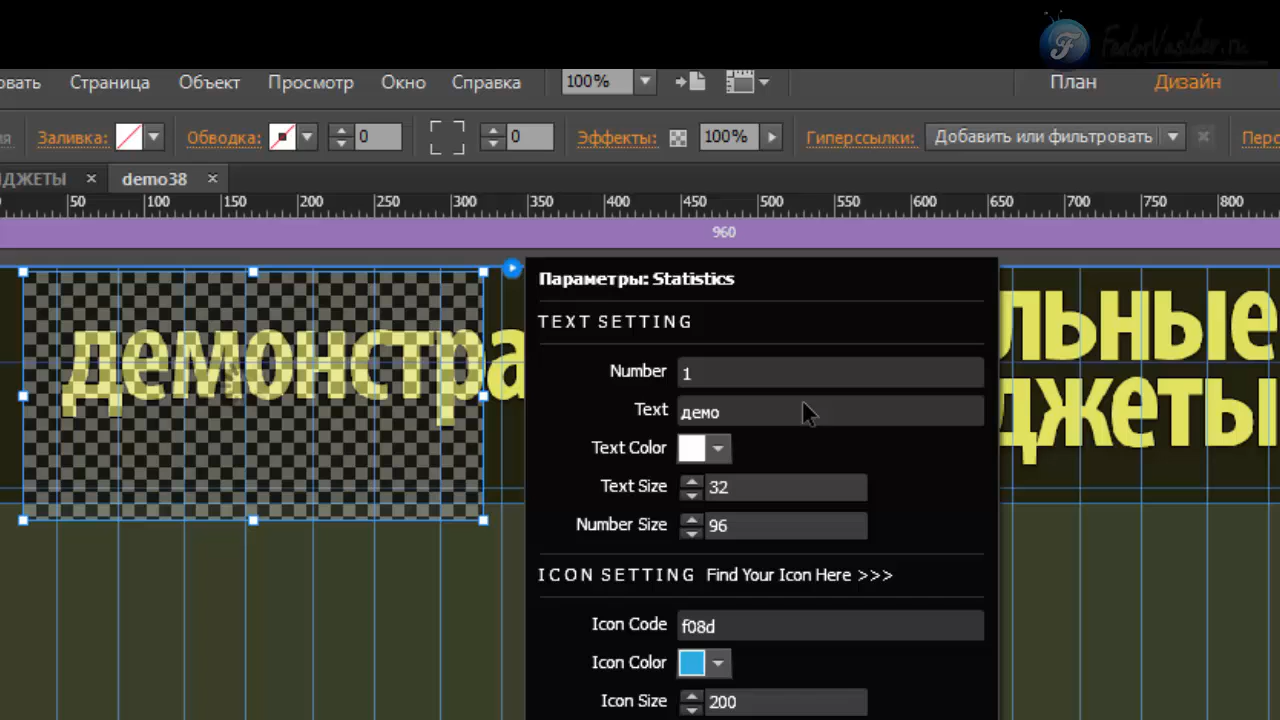 FedorVasiliev.ru
овать Страница Объект Просмотр Окно Справка 100% План Дизайн
Заливка: Обводка: 0 0 Эффекты: 100% Гиперссылки: Добавить или фильтровать
ДЖЕТЫ × demo38 ×
50 100 150 200 250 300 350 400 450 500 550 600 650 700 750 800
960
демонстра
льные
джеты
Параметры: Statistics
TEXT SETTING
Number 1
Text демо
Text Color
Text Size 32
Number Size 96
ICON SETTING Find Your Icon Here >>>
Icon Code f08d
Icon Color
Icon Size 200